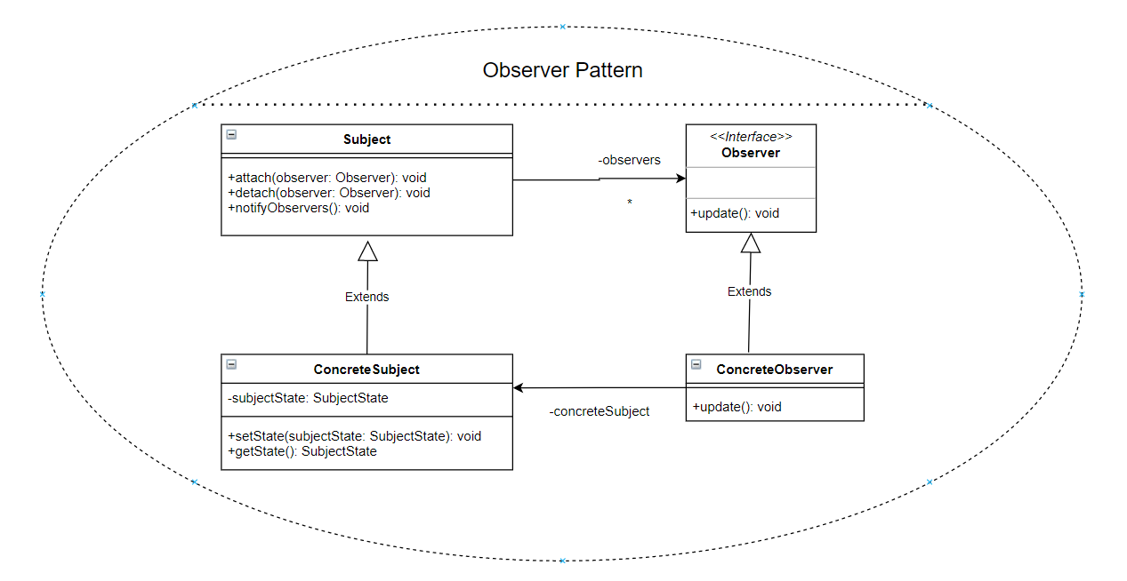 Observer Pattern
Subject
+attach(observer: Observer): void
+detach(observer: Observer): void
+notifyObservers(): void
-observers
*
<<Interface>>
Observer
+update(): void
Extends
Extends
ConcreteSubject
-subjectState: SubjectState
+setState(subjectState: SubjectState): void
+getState(): SubjectState
-concreteSubject
ConcreteObserver
+update(): void